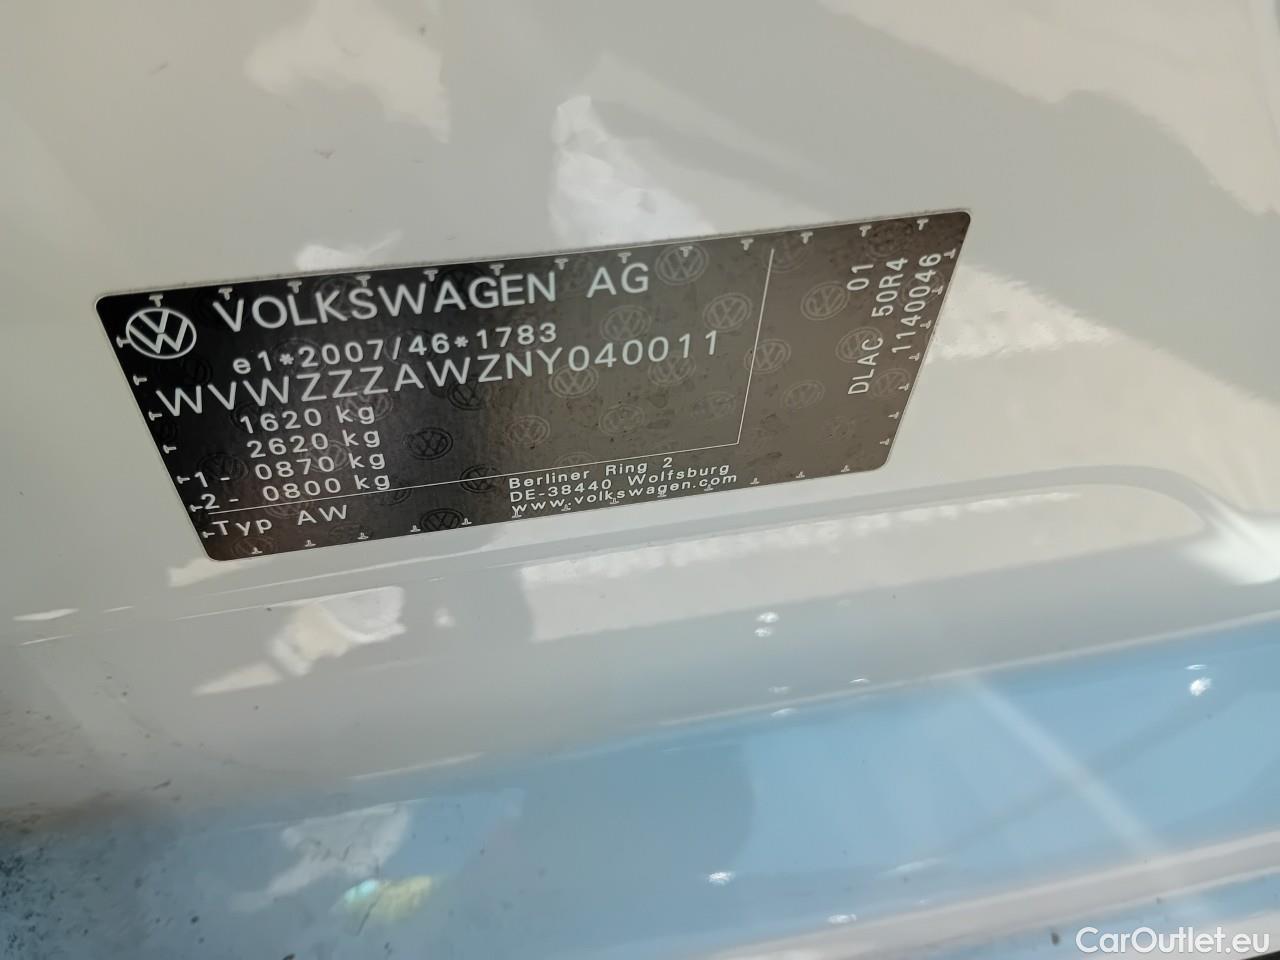 VOLKSWAGEN AG
e1*2007/46*1783
WVWZZZAWZNY040011
1620 kg
2620 kg
1 - 0870 kg
2 - 0800 kg
Typ AW
Berliner Ring 2
DE-38440 Wolfsburg
www.volkswagen.com
01
DLAC 50R4
1140046
CarOutlet.eu